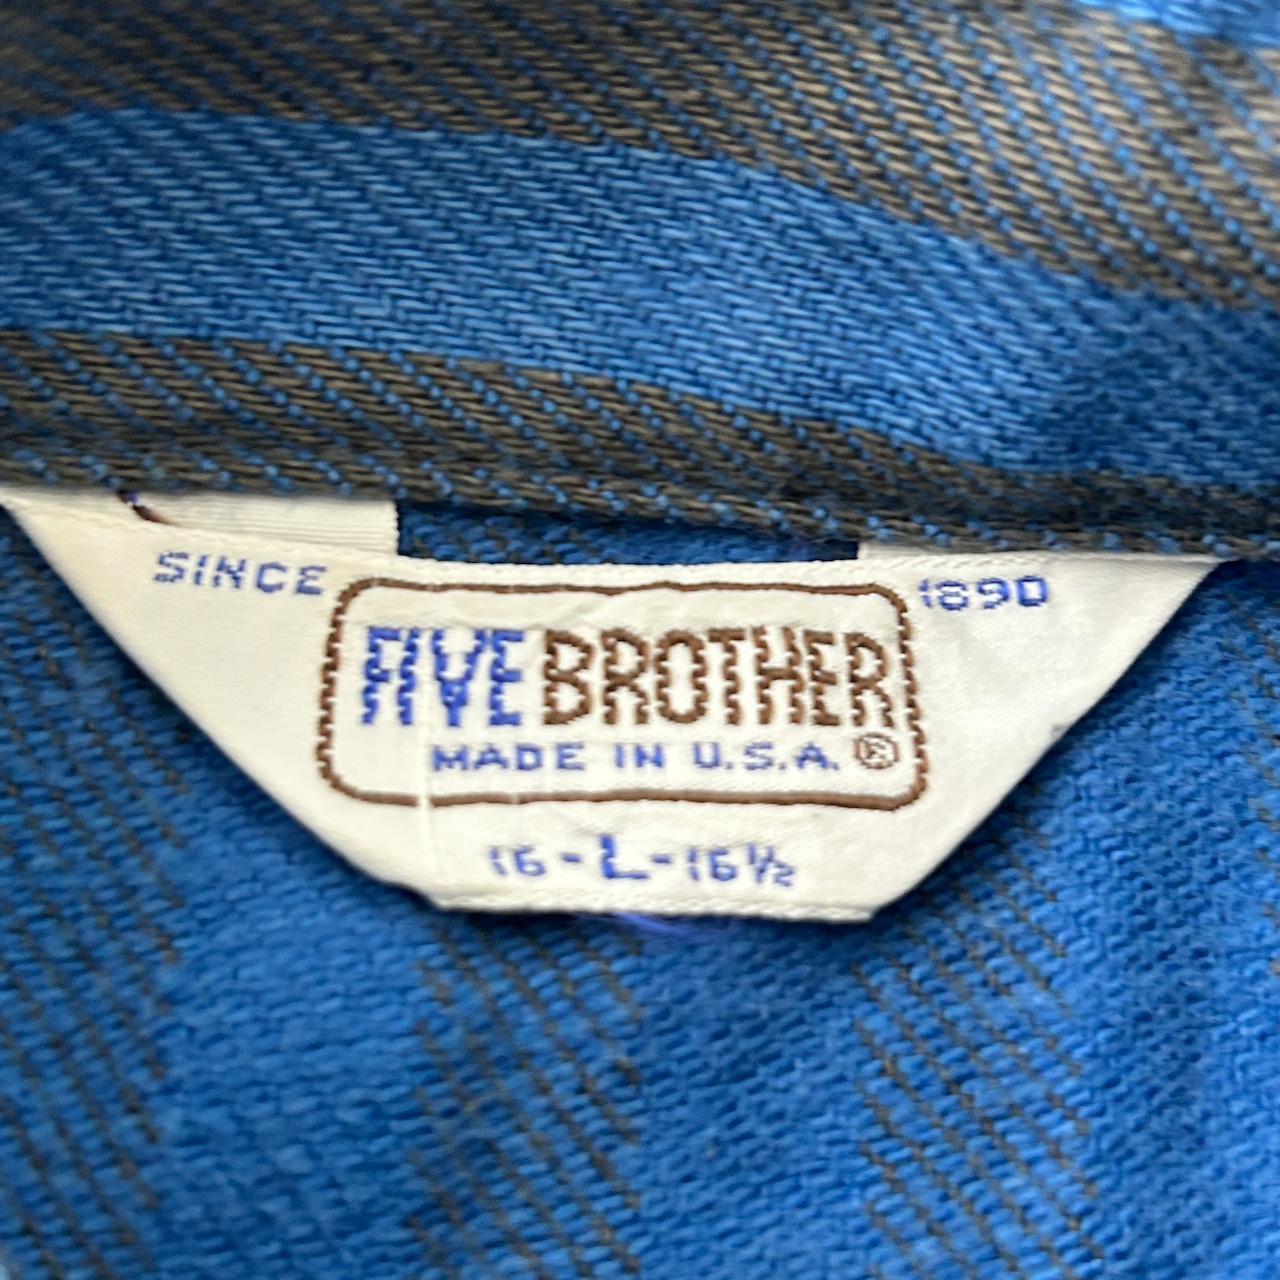 SINCE 1890
FIVE BROTHER
MADE IN U.S.A. ®
16-L-16½